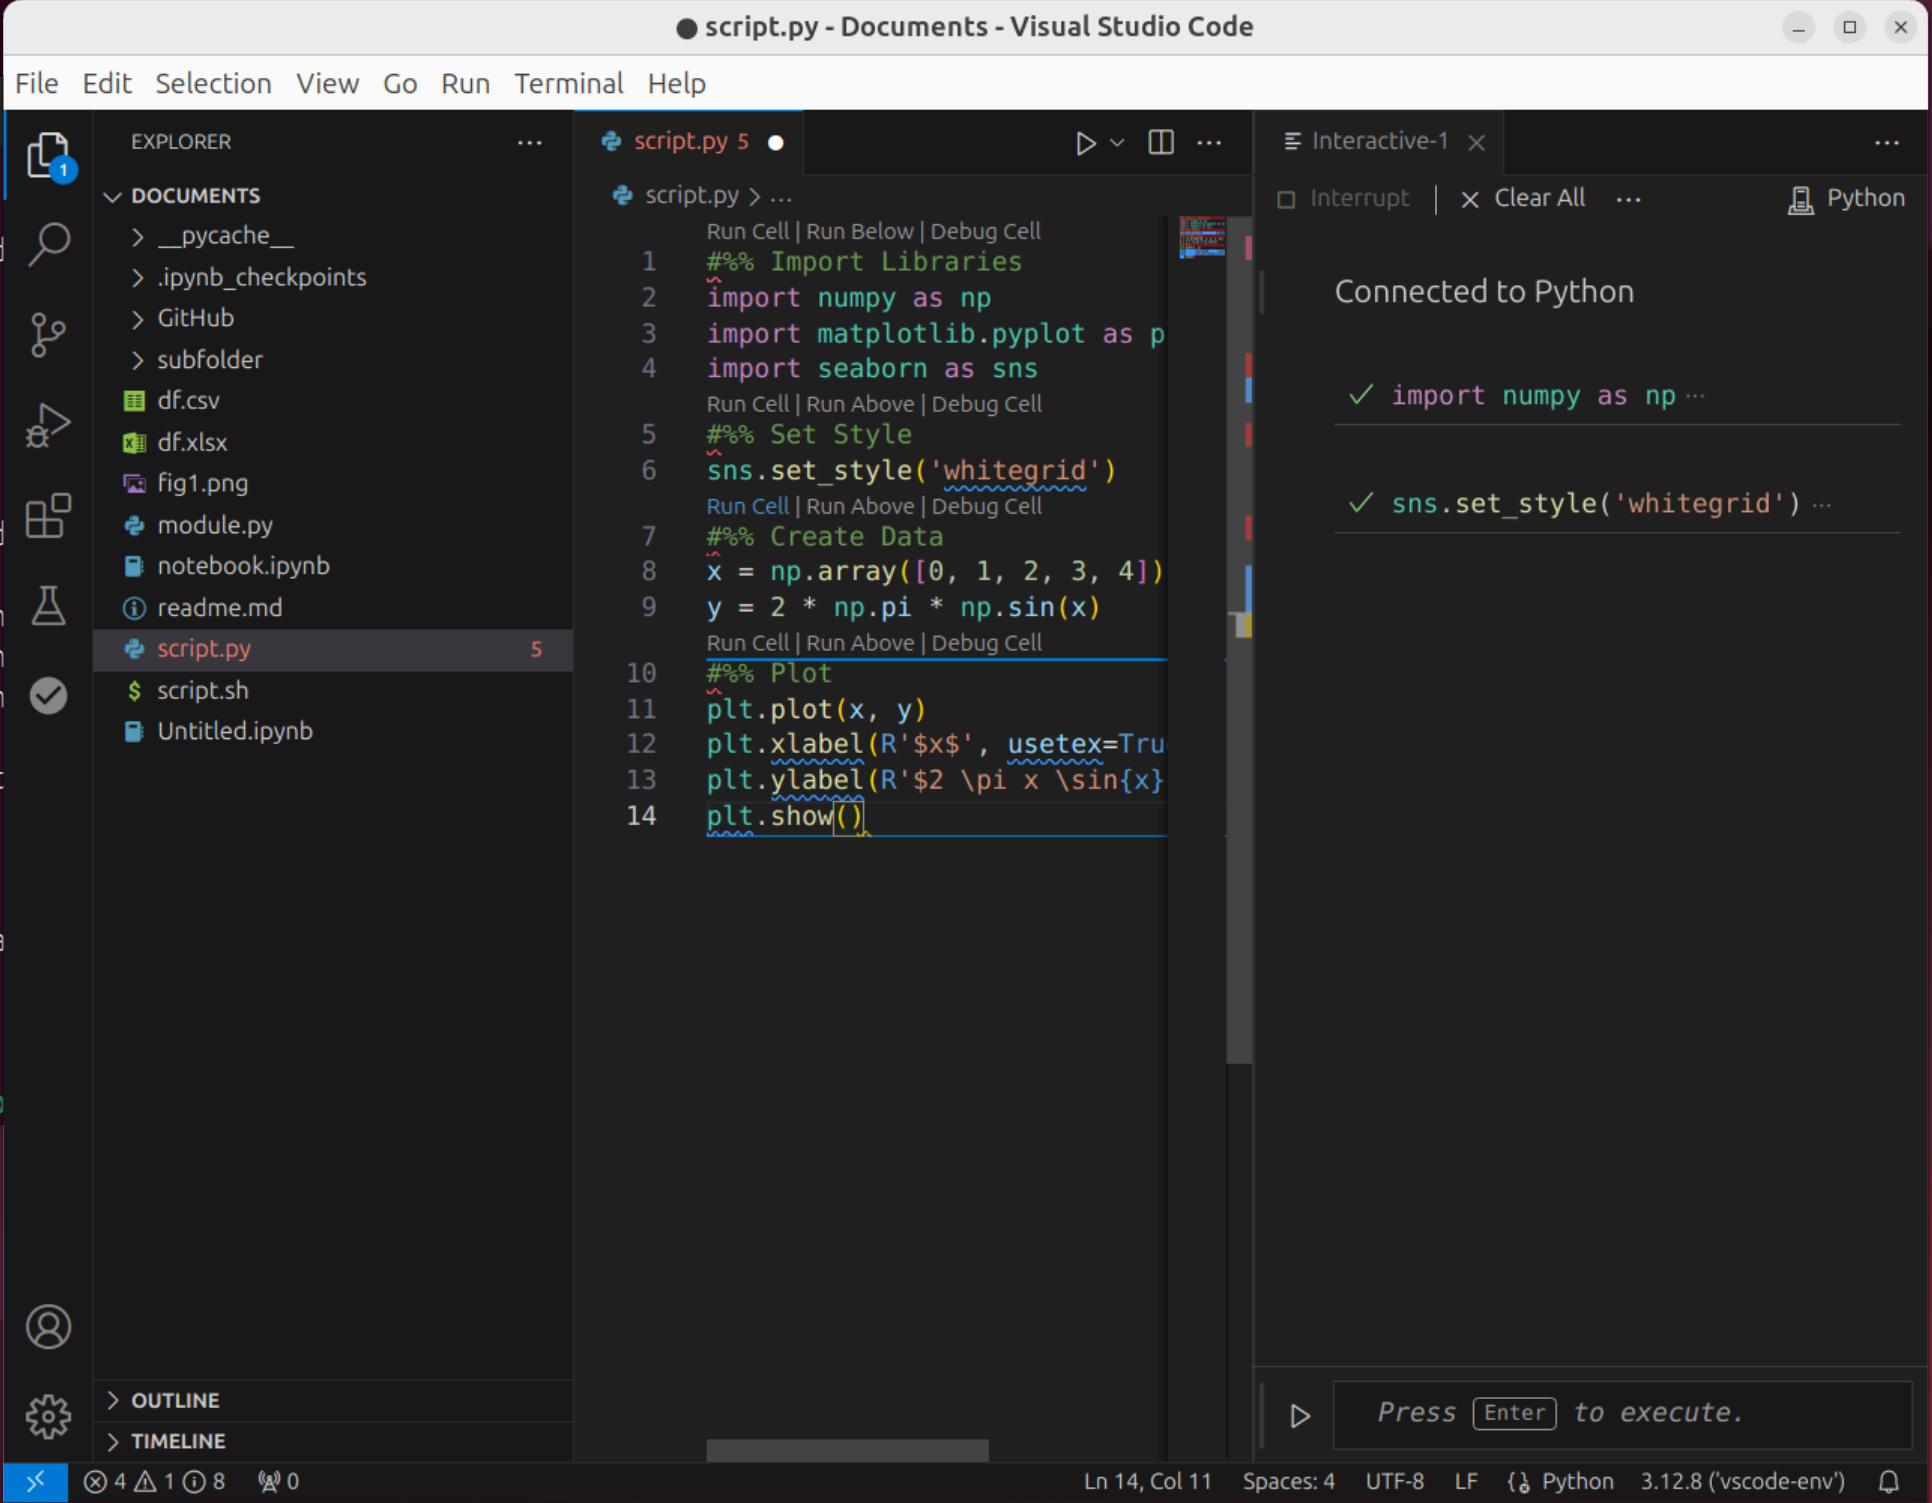 ● script.py - Documents - Visual Studio Code
File Edit Selection View Go Run Terminal Help
EXPLORER
1
DOCUMENTS
__pycache__
.ipynb_checkpoints
GitHub
subfolder
df.csv
df.xlsx
fig1.png
module.py
notebook.ipynb
readme.md
script.py 5
script.sh
Untitled.ipynb
OUTLINE
TIMELINE
script.py 5
script.py > ...
Run Cell | Run Below | Debug Cell
1 #%% Import Libraries
2 import numpy as np
3 import matplotlib.pyplot as p
4 import seaborn as sns
Run Cell | Run Above | Debug Cell
5 #%% Set Style
6 sns.set_style('whitegrid')
Run Cell | Run Above | Debug Cell
7 #%% Create Data
8 x = np.array([0, 1, 2, 3, 4])
9 y = 2 * np.pi * np.sin(x)
Run Cell | Run Above | Debug Cell
10 #%% Plot
11 plt.plot(x, y)
12 plt.xlabel(R'$x$', usetex=Tru
13 plt.ylabel(R'$2 \pi x \sin{x}
14 plt.show()
Interactive-1
Interrupt | Clear All ... Python
Connected to Python
import numpy as np ...
sns.set_style('whitegrid') ...
Press Enter to execute.
4 1 8 0 Ln 14, Col 11 Spaces: 4 UTF-8 LF Python 3.12.8 ('vscode-env')